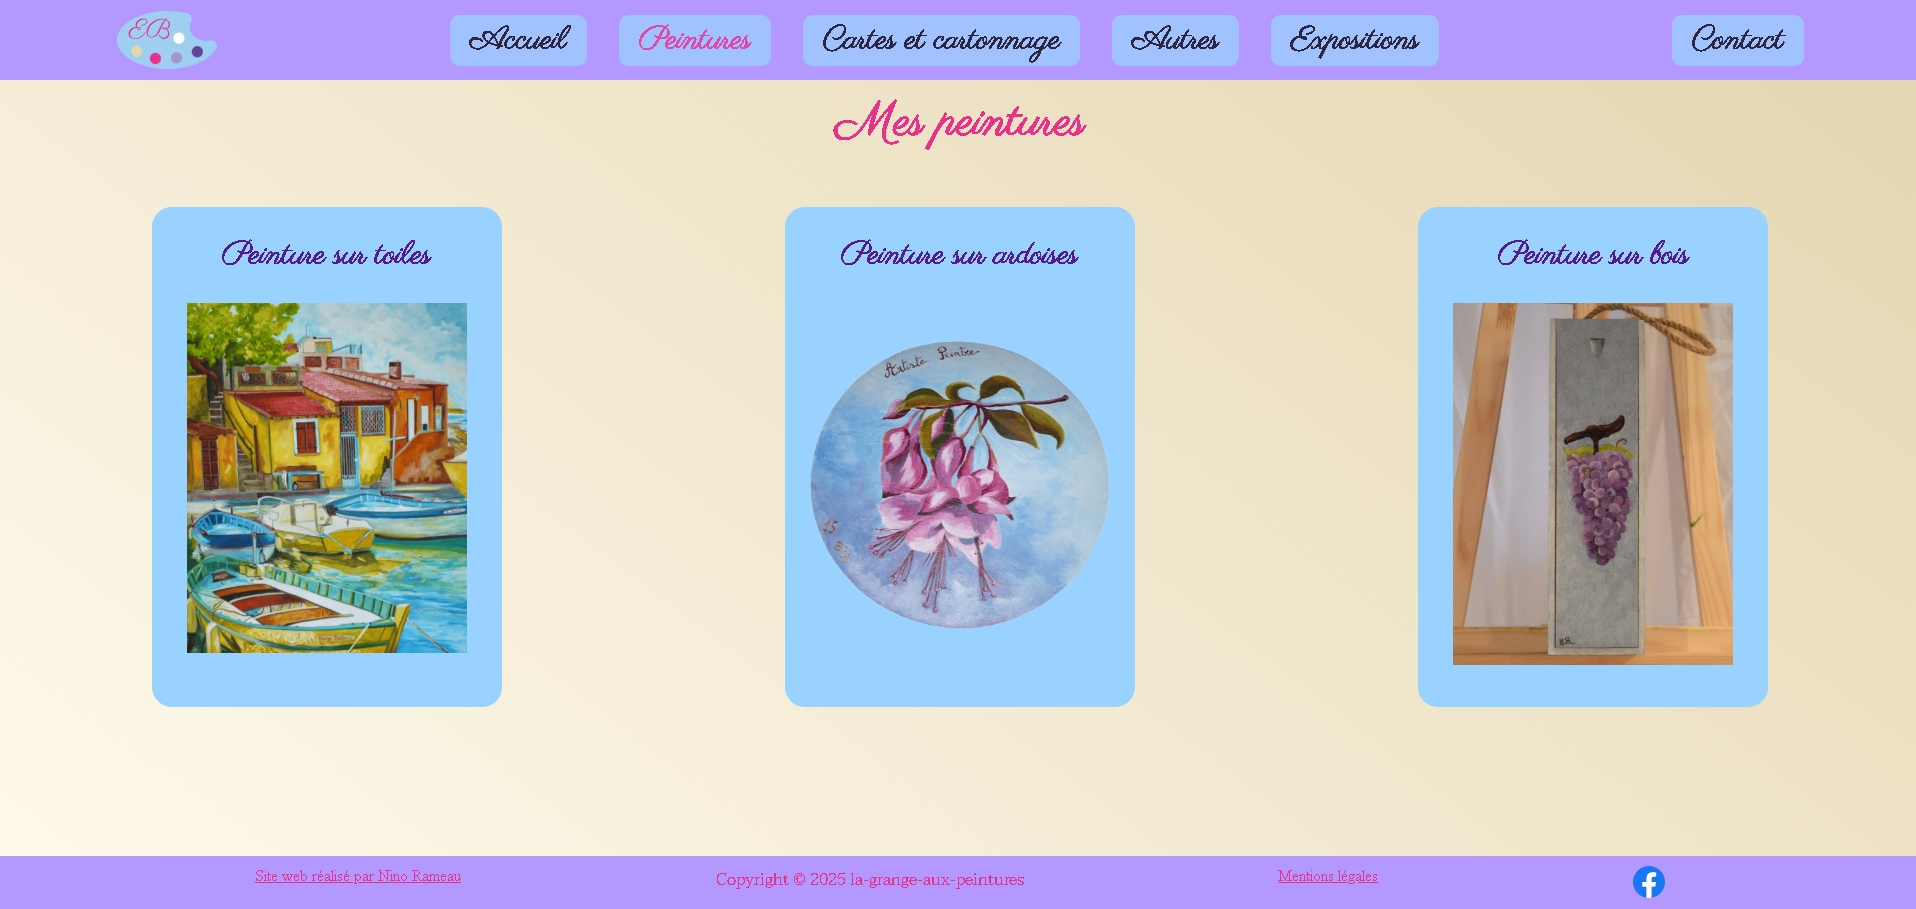 EB
Accueil
Peintures
Cartes et cartonnage
Autres
Expositions
Contact
Mes peintures
Peinture sur toiles
Peinture sur ardoises
Peinture sur bois
Artiste Peintre
Site web réalisé par Nino Rameau
Copyright © 2025 la-grange-aux-peintures
Mentions légales